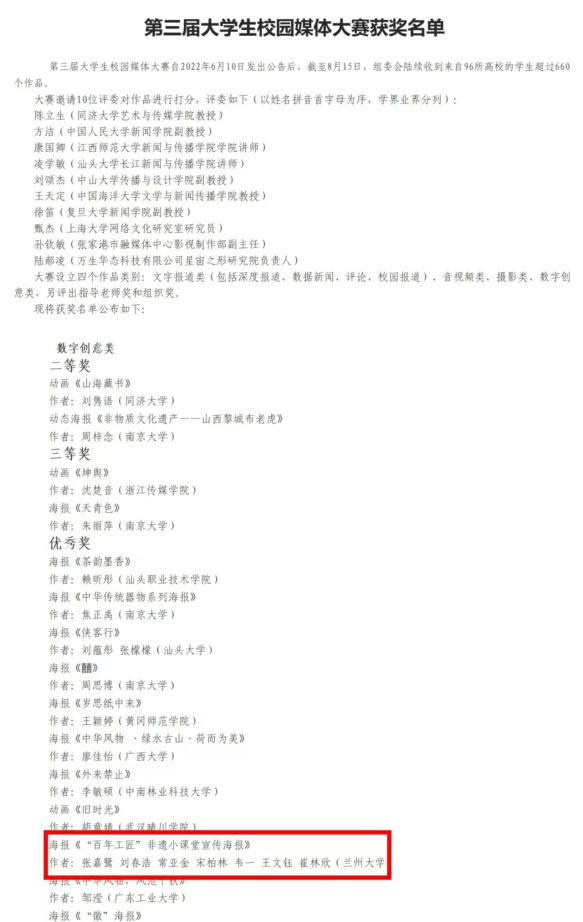 第三届大学生校园媒体大赛获奖名单
第三届大学生校园媒体大赛自2022年6月10日发出公告后，截至8月15日，组委会陆续收到来自96所高校的学生超过660
个作品。
大赛邀请10位评委对作品进行打分，评委如下（以姓名拼音首字母为序，学界业界分列）：
陈立生（同济大学艺术与传媒学院教授）
方洁（中国人民大学新闻学院副教授）
康国卿（江西师范大学新闻与传播学院学院讲师）
凌学敏（汕头大学长江新闻与传播学院讲师）
刘颂杰（中山大学传播与设计学院副教授）
王天定（中国海洋大学文学与新闻传播学院教授）
徐笛（复旦大学新闻学院副教授）
甄杰（上海大学网络文化研究室研究员）
孙钦敏（张家港市融媒体中心影视制作部副主任）
陆郝凌（万生华态科技有限公司星宙之形研究院负责人）
大赛设立四个作品类别：文字报道类（包括深度报道、数据新闻、评论、校园报道）、音视频类、摄影类、数字创
意类，另评出指导老师奖和组织奖。
现将获奖名单公布如下：
数字创意类
二等奖
动画《山海藏书》
作者：刘隽语（同济大学）
动态海报《非物质文化遗产——山西黎城布老虎》
作者：周梓念（南京大学）
三等奖
动画《坤舆》
作者：沈楚音（浙江传媒学院）
海报《天青色》
作者：朱丽萍（南京大学）
优秀奖
海报《茶韵墨香》
作者：赖听彤（汕头职业技术学院）
海报《中华传统器物系列海报》
作者：焦正禹（南京大学）
海报《侠客行》
作者：刘蕴彤 张檬檬（汕头大学）
海报《囍》
作者：周思博（南京大学）
海报《岁思纸中来》
作者：王颖婷（黄冈师范学院）
海报《中华风物 ·绿水古山·荷而为美》
作者：廖佳怡（广西大学）
海报《外来禁止》
作者：李敏硕（中南林业科技大学）
动画《旧时光》
作者：胡童婧（武汉晴川学院）
海报《“百年工匠”非遗小课堂宣传海报》
作者：张嘉鹭 刘春浩 常亚金 宋柏林 韦一 王文钰 崔林欣（兰州大学
海报《中华风物，风范千秋》
作者：邹滢（南京大学）
海报《“徽”海报》